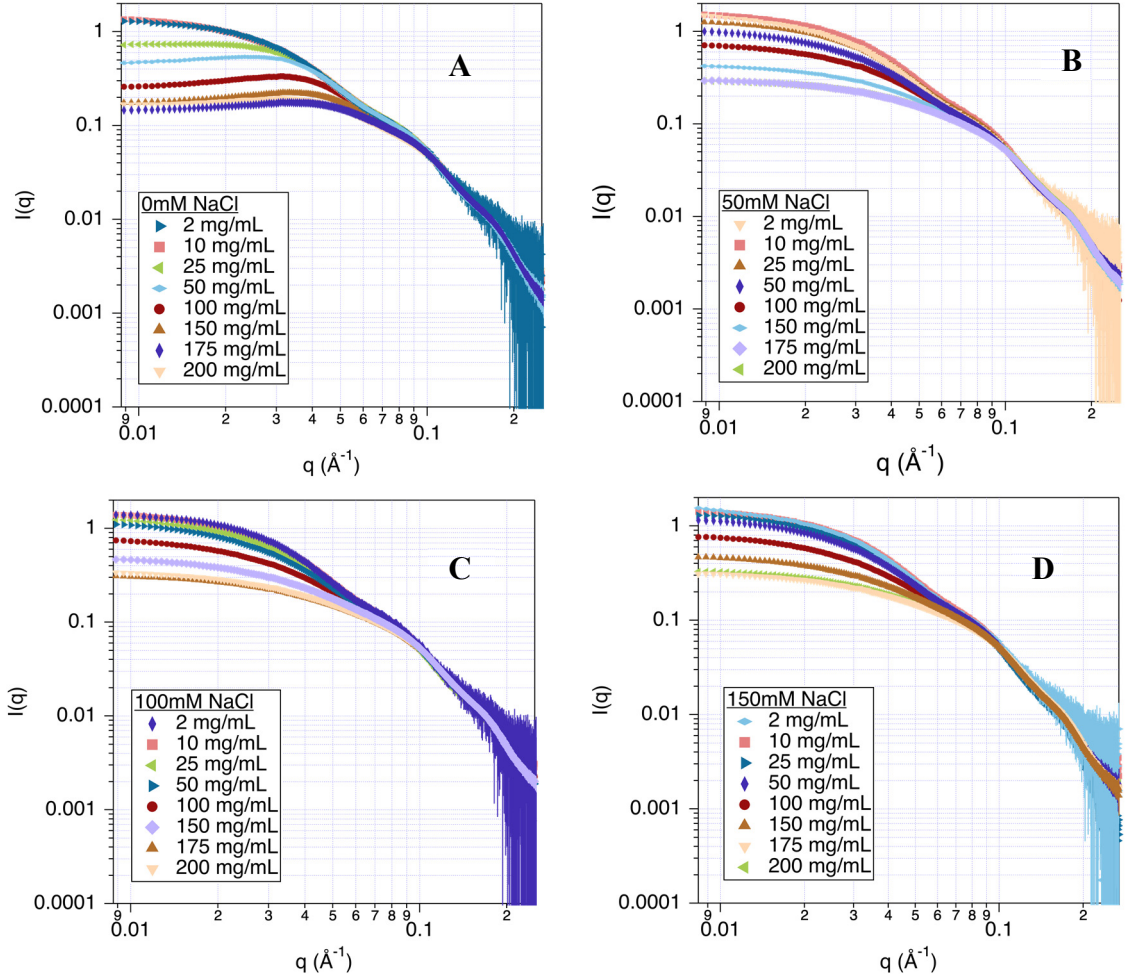 A
I(q)
1
0.1
0.01
0.001
0.0001
0mM NaCl
2 mg/mL
10 mg/mL
25 mg/mL
50 mg/mL
100 mg/mL
150 mg/mL
175 mg/mL
200 mg/mL
9
0.01
2
3
4
5
6
7
8
9
0.1
2
q (Å⁻¹)
B
I(q)
1
0.1
0.01
0.001
0.0001
50mM NaCl
2 mg/mL
10 mg/mL
25 mg/mL
50 mg/mL
100 mg/mL
150 mg/mL
175 mg/mL
200 mg/mL
9
0.01
2
3
4
5
6
7
8
9
0.1
2
q (Å⁻¹)
C
I(q)
1
0.1
0.01
0.001
0.0001
100mM NaCl
2 mg/mL
10 mg/mL
25 mg/mL
50 mg/mL
100 mg/mL
150 mg/mL
175 mg/mL
200 mg/mL
9
0.01
2
3
4
5
6
7
8
9
0.1
2
q (Å⁻¹)
D
I(q)
1
0.1
0.01
0.001
0.0001
150mM NaCl
2 mg/mL
10 mg/mL
25 mg/mL
50 mg/mL
100 mg/mL
150 mg/mL
175 mg/mL
200 mg/mL
9
0.01
2
3
4
5
6
7
8
9
0.1
2
q (Å⁻¹)